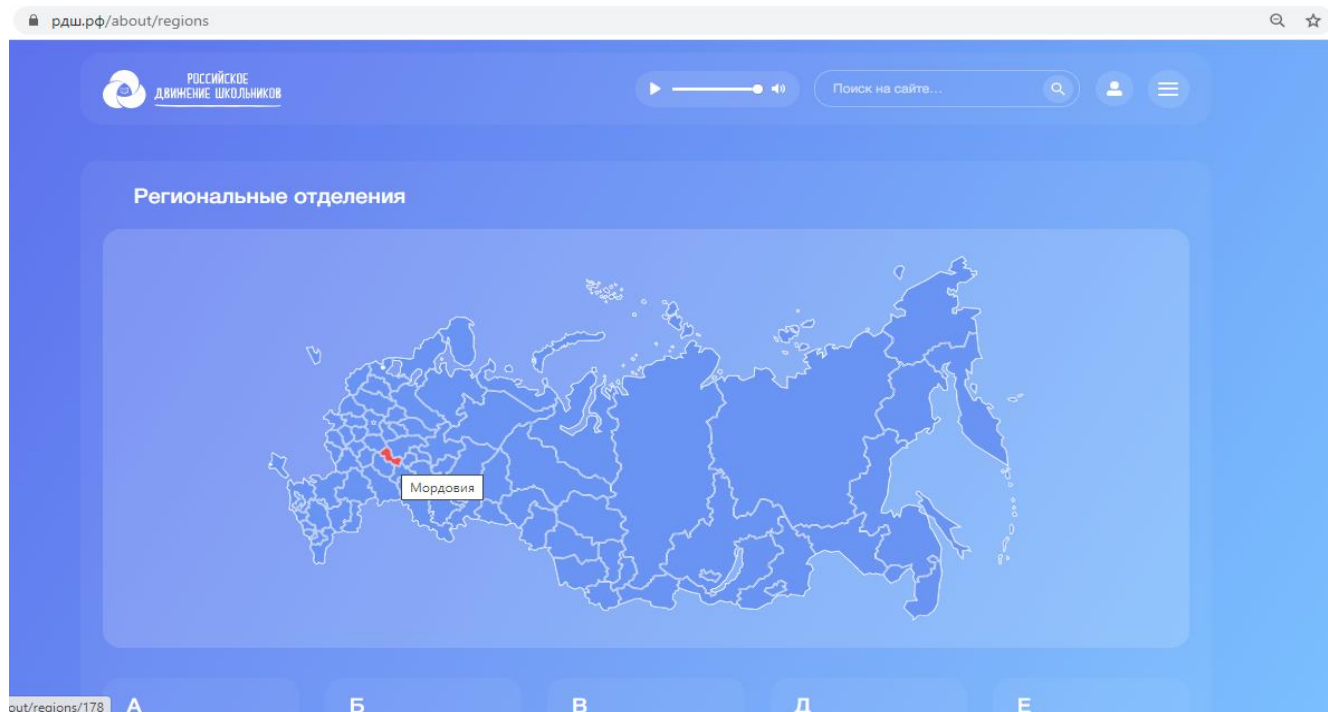 рдш.рф/about/regions
РОССИЙСКОЕ
ДВИЖЕНИЕ ШКОЛЬНИКОВ
Поиск на сайте...
Региональные отделения
Мордовия
А Б В Д Е
out/regions/178